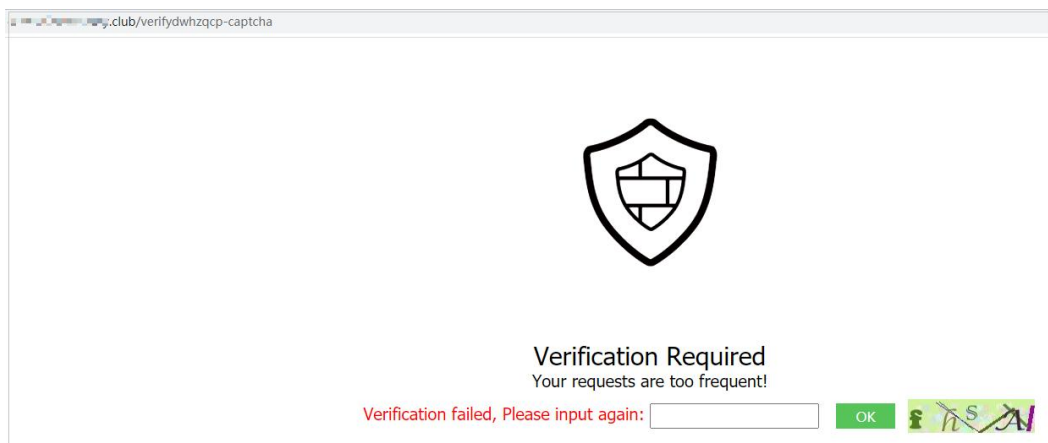 .club/verifydwhzqcp-captcha
Verification Required
Your requests are too frequent!
Verification failed, Please input again:
OK